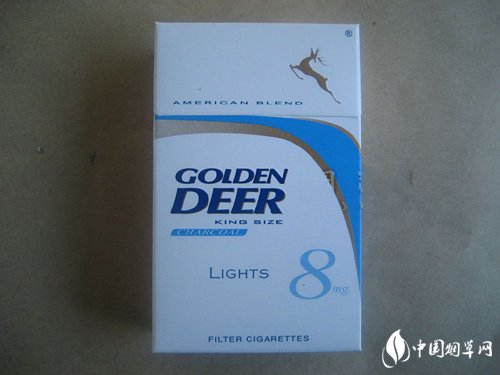 ®
AMERICAN BLEND
GOLDEN
DEER
KING SIZE
CHARCOAL
LIGHTS 8mg.
FILTER CIGARETTES
中国烟草网